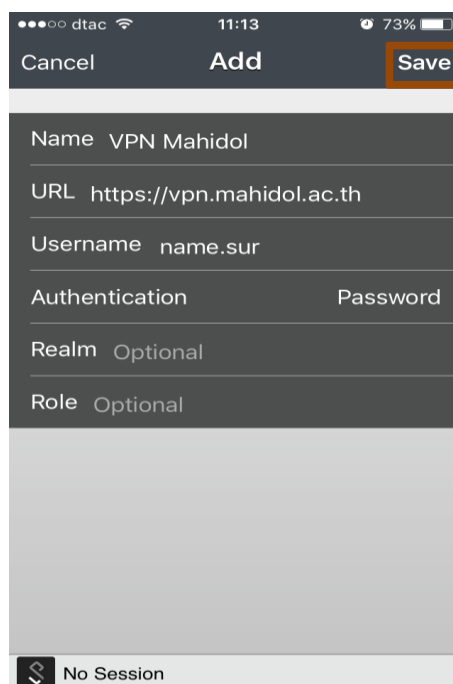 dtac 11:13 73%
Cancel Add Save
Name VPN Mahidol
URL https://vpn.mahidol.ac.th
Username name.sur
Authentication Password
Realm Optional
Role Optional
No Session